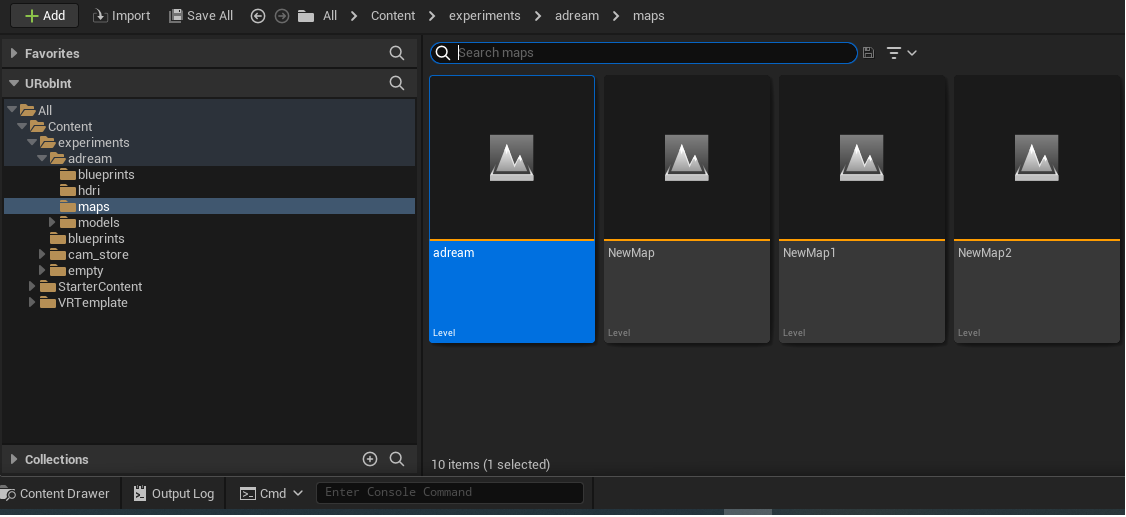 Add Import Save All All Content experiments adream maps
Favorites
Search maps
URobInt
All
Content
experiments
adream
blueprints
hdri
maps
models
blueprints
cam_store
empty
StarterContent
VRTemplate
adream NewMap NewMap1 NewMap2
Level Level Level Level
Collections
10 items (1 selected)
Content Drawer Output Log Cmd Enter Console Command